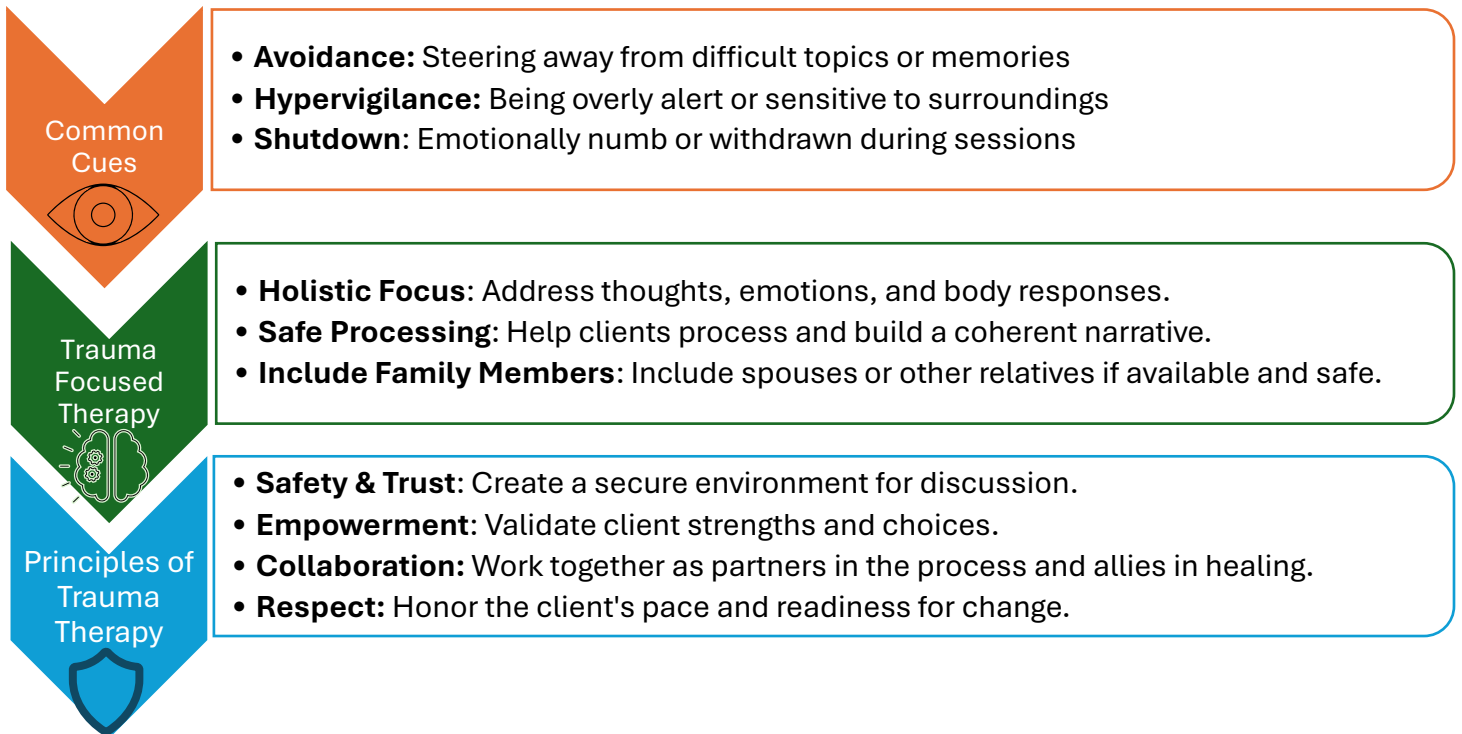 Common
Cues
• Avoidance: Steering away from difficult topics or memories
• Hypervigilance: Being overly alert or sensitive to surroundings
• Shutdown: Emotionally numb or withdrawn during sessions
Trauma
Focused
Therapy
• Holistic Focus: Address thoughts, emotions, and body responses.
• Safe Processing: Help clients process and build a coherent narrative.
• Include Family Members: Include spouses or other relatives if available and safe.
Principles of
Trauma
Therapy
• Safety & Trust: Create a secure environment for discussion.
• Empowerment: Validate client strengths and choices.
• Collaboration: Work together as partners in the process and allies in healing.
• Respect: Honor the client's pace and readiness for change.